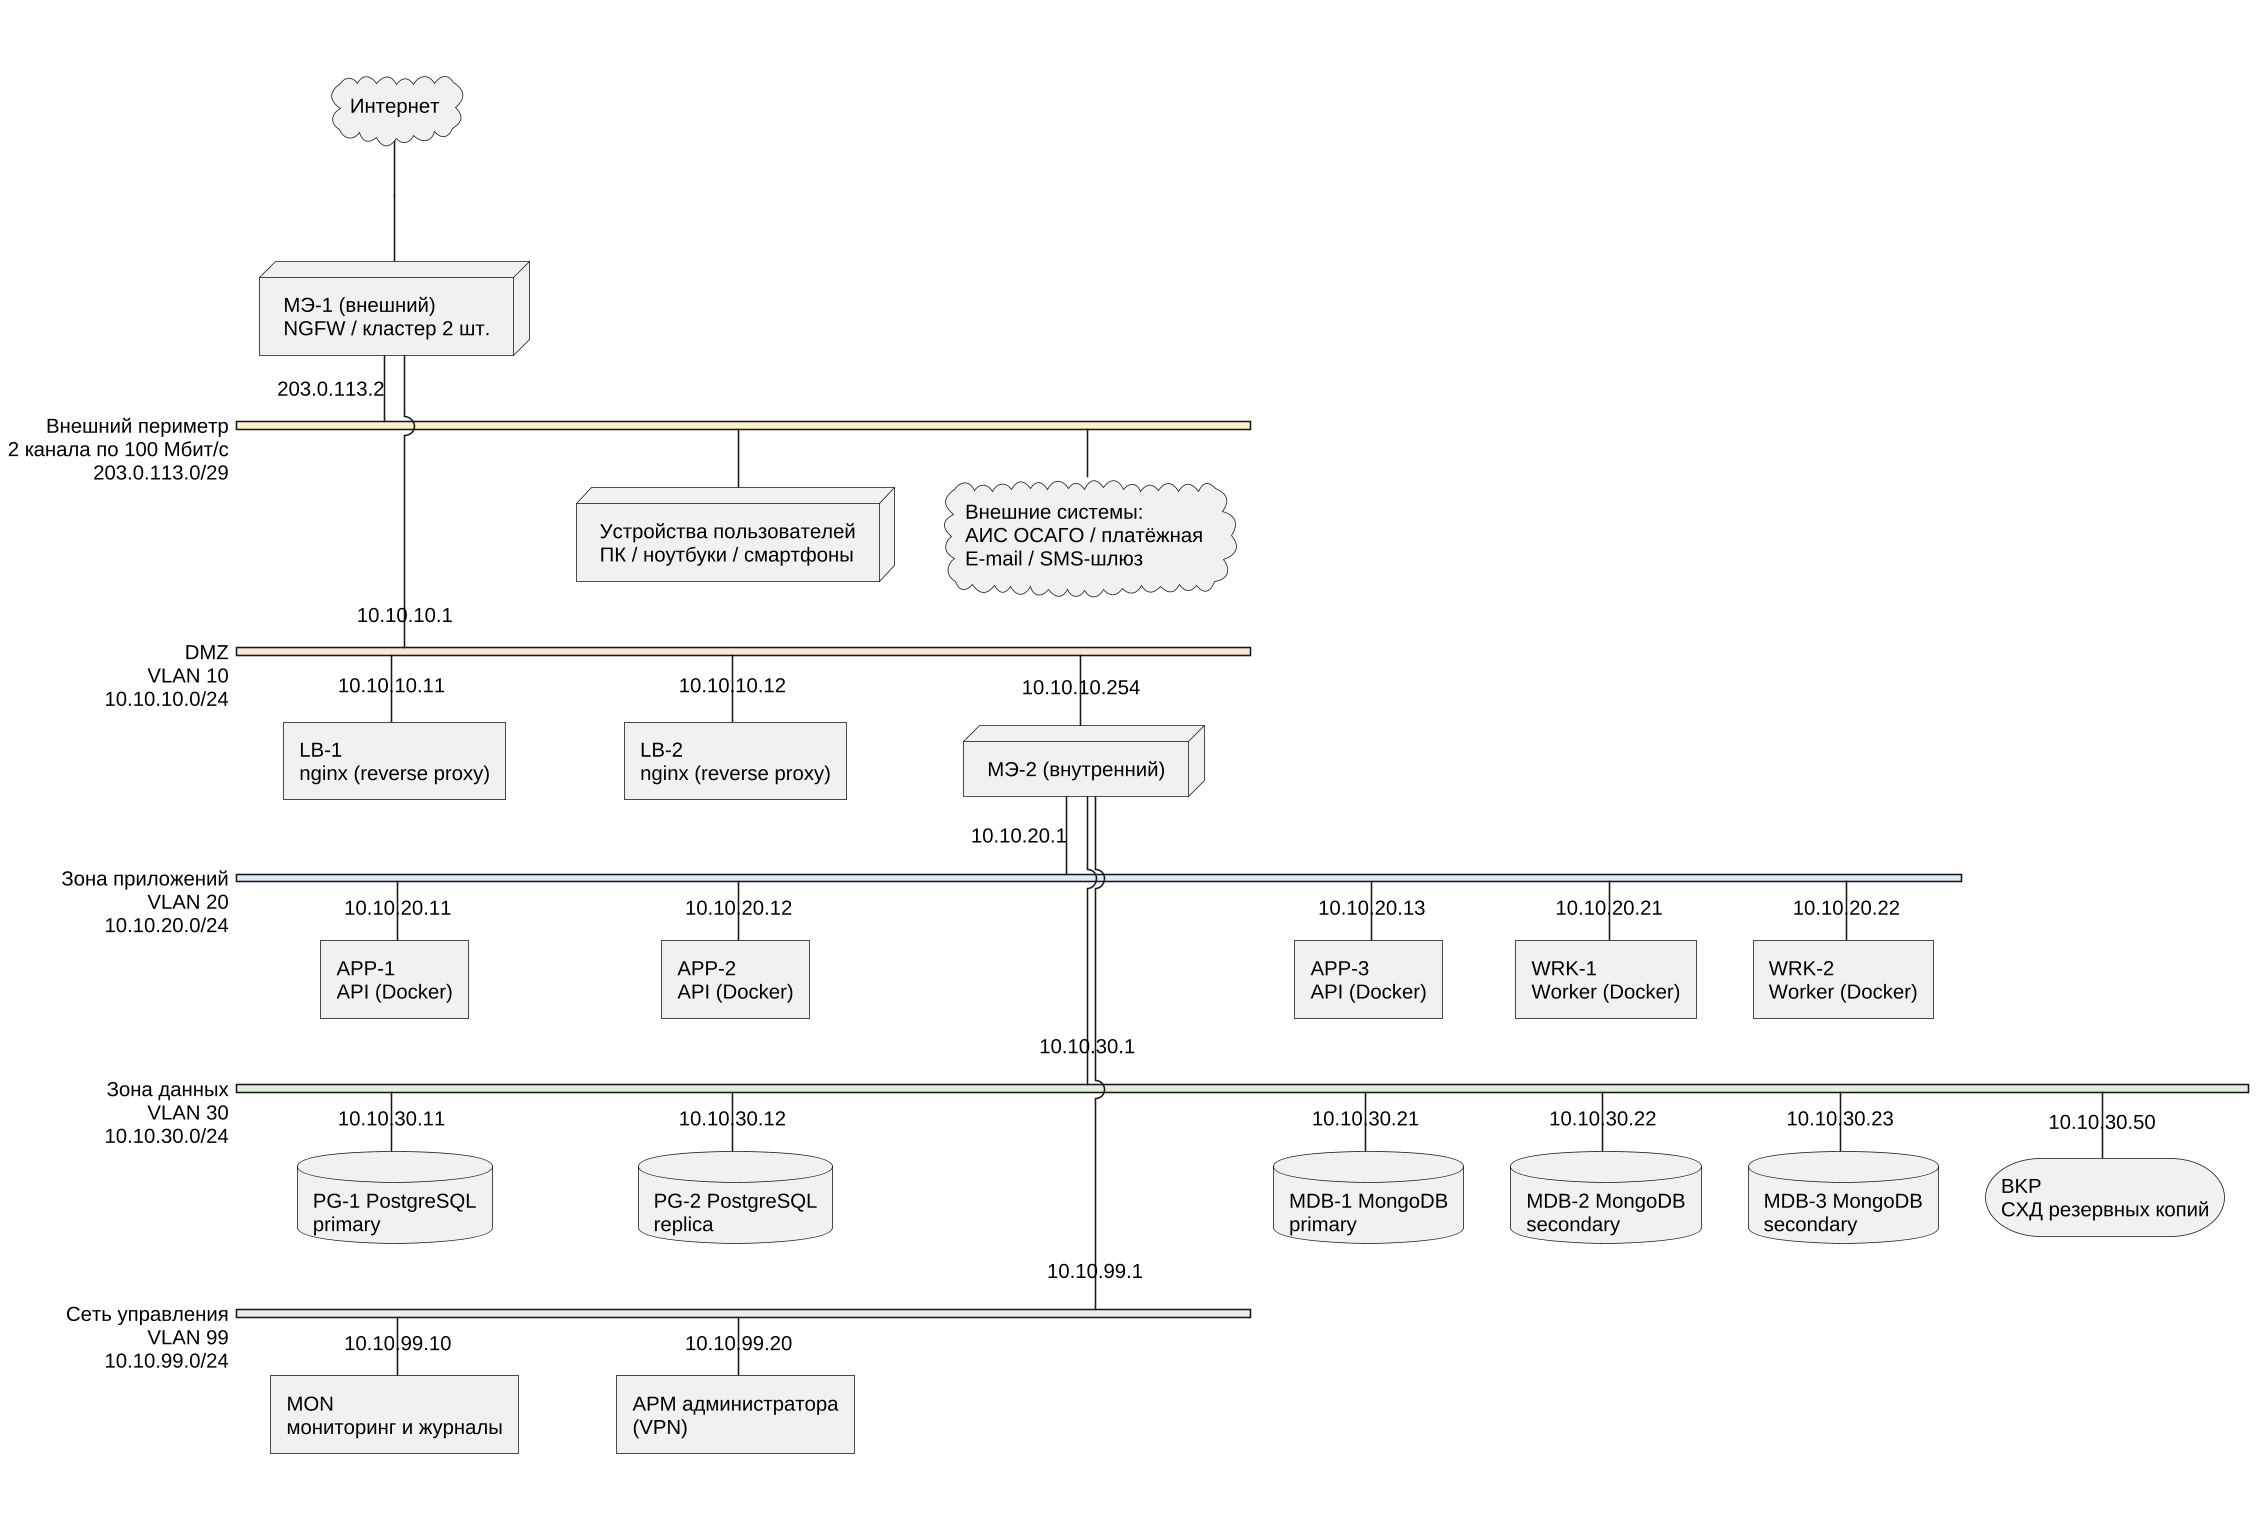 Интернет
МЭ-1 (внешний)
NGFW / кластер 2 шт.
203.0.113.2
Внешний периметр
2 канала по 100 Мбит/с
203.0.113.0/29
Устройства пользователей
ПК / ноутбуки / смартфоны
Внешние системы:
АИС ОСАГО / платёжная
E-mail / SMS-шлюз
10.10.10.1
DMZ
VLAN 10
10.10.10.0/24
10.10.10.11
10.10.10.12
10.10.10.254
LB-1
nginx (reverse proxy)
LB-2
nginx (reverse proxy)
МЭ-2 (внутренний)
10.10.20.1
Зона приложений
VLAN 20
10.10.20.0/24
10.10.20.11
10.10.20.12
10.10.20.13
10.10.20.21
10.10.20.22
APP-1
API (Docker)
APP-2
API (Docker)
APP-3
API (Docker)
WRK-1
Worker (Docker)
WRK-2
Worker (Docker)
10.10.30.1
Зона данных
VLAN 30
10.10.30.0/24
10.10.30.11
10.10.30.12
10.10.30.21
10.10.30.22
10.10.30.23
10.10.30.50
PG-1 PostgreSQL
primary
PG-2 PostgreSQL
replica
MDB-1 MongoDB
primary
MDB-2 MongoDB
secondary
MDB-3 MongoDB
secondary
BKP
СХД резервных копий
10.10.99.1
Сеть управления
VLAN 99
10.10.99.0/24
10.10.99.10
10.10.99.20
MON
мониторинг и журналы
АРМ администратора
(VPN)